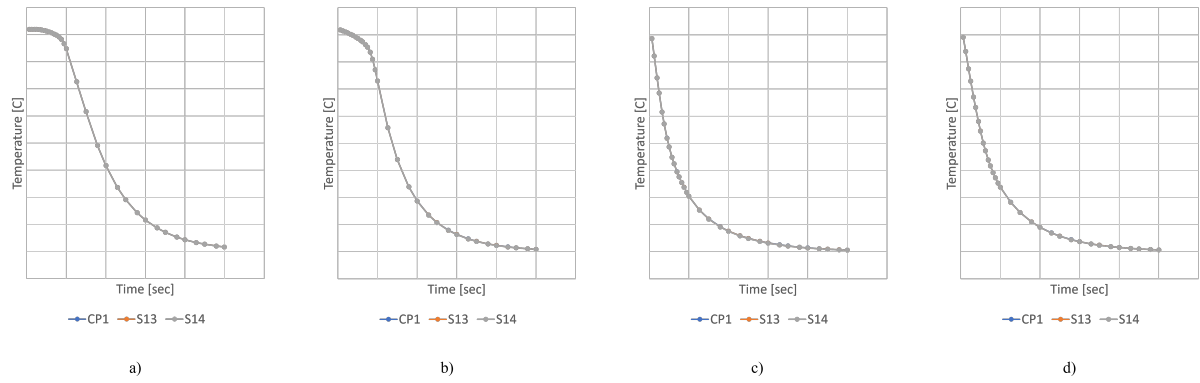 Temperature [C]
Time [sec]
CP1 S13 S14
a)
Temperature [C]
Time [sec]
CP1 S13 S14
b)
Temperature [C]
Time [sec]
CP1 S13 S14
c)
Temperature [C]
Time [sec]
CP1 S13 S14
d)